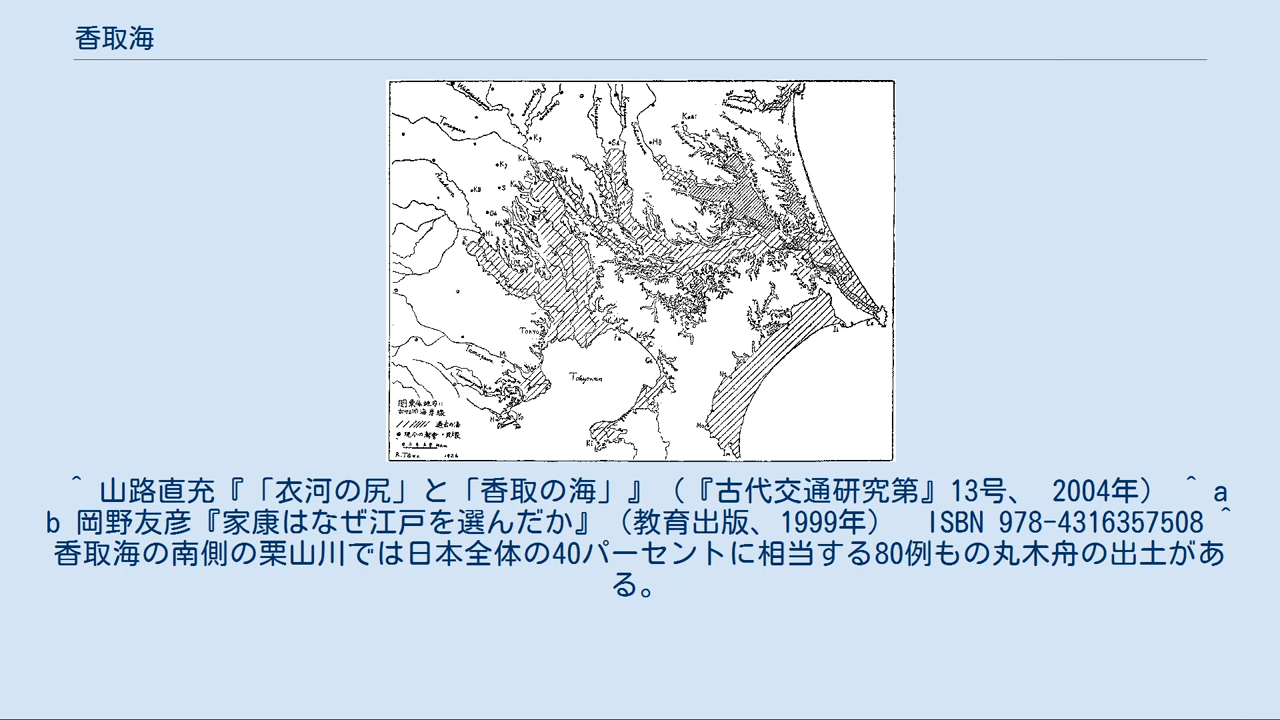 香取海
Tokyo
Tokyowan
Tamagawa
R. Tōki 1926
^ 山路直充『「衣河の尻」と「香取の海」』（『古代交通研究第』13号、 2004年） ^ a
b 岡野友彦『家康はなぜ江戸を選んだか』（教育出版、1999年） ISBN 978-4316357508 ^
香取海の南側の栗山川では日本全体の40パーセントに相当する80例もの丸木舟の出土があ
る。